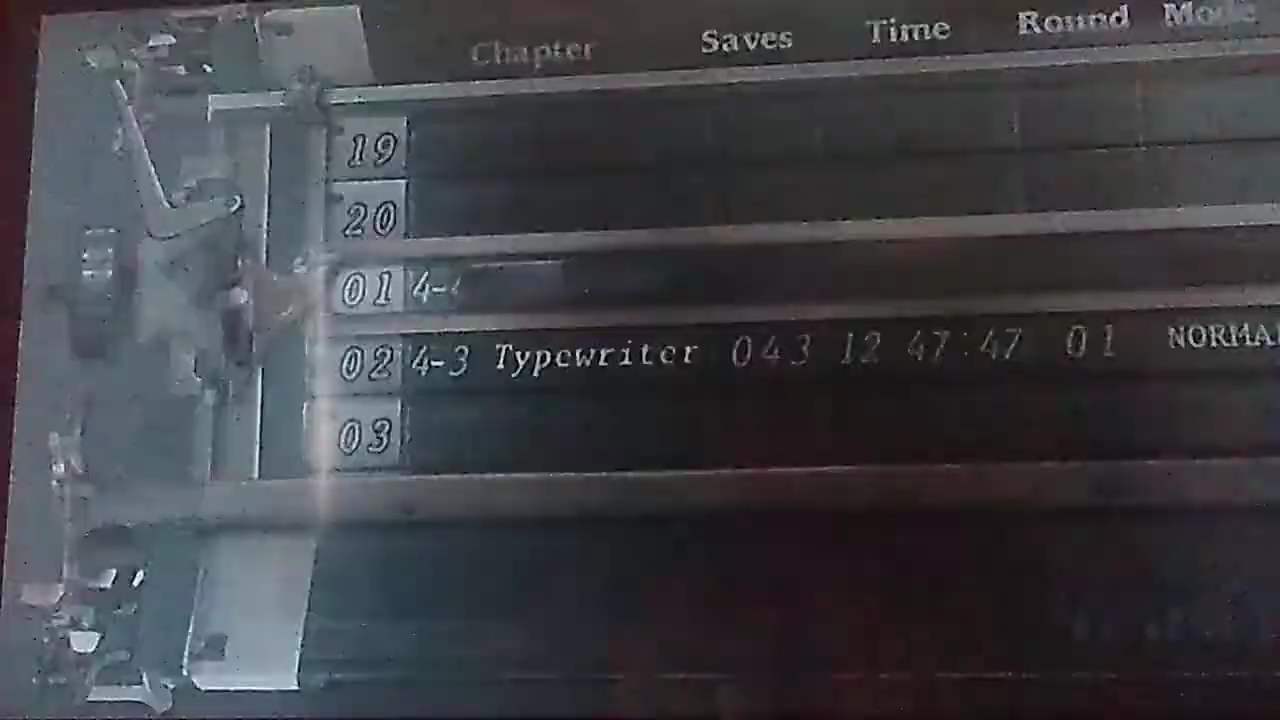 Chapter Saves Time Round Mode
19
20
01 4-
02 4-3 Typewriter 043 12 47:47 01 NORMA
03